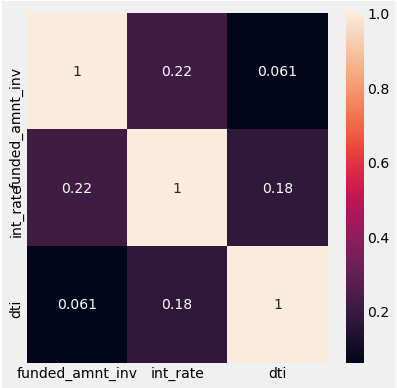 funded_amnt_inv
int_rate
dti
1 0.22 0.061
0.22 1 0.18
0.061 0.18 1
funded_amnt_inv int_rate dti
1.0
0.8
0.6
0.4
0.2